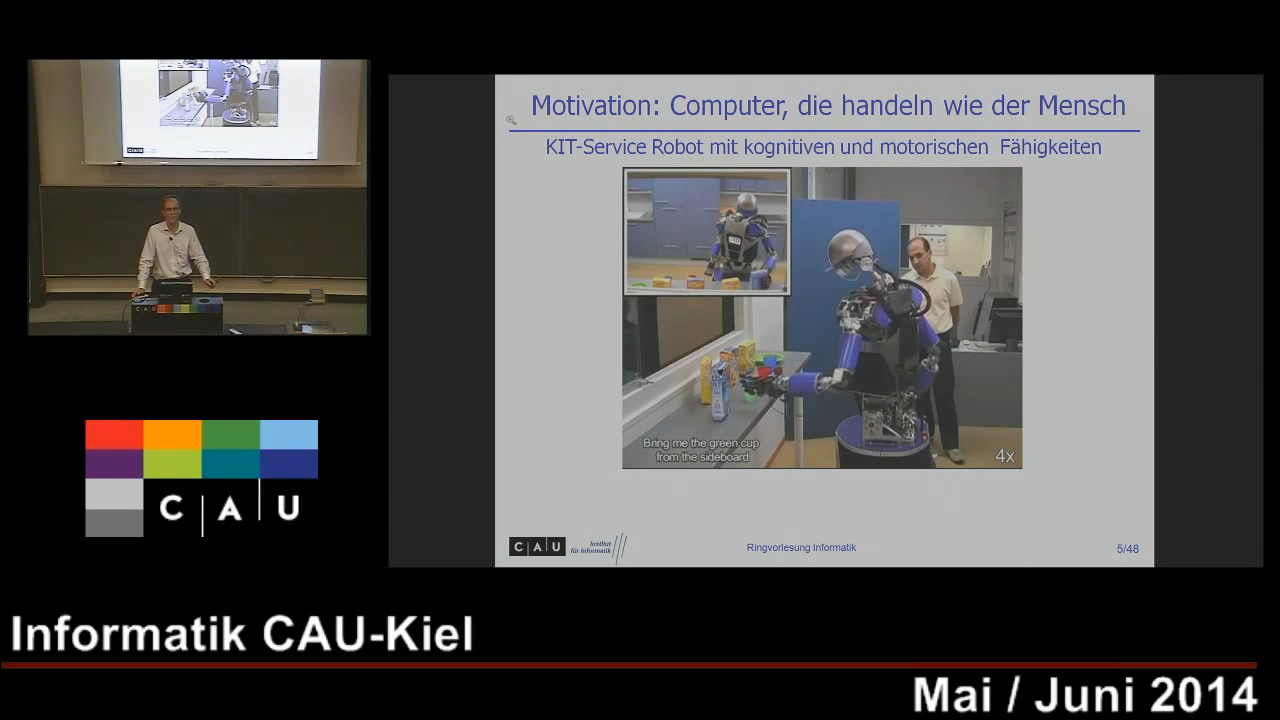 Motivation: Computer, die handeln wie der Mensch
KIT-Service Robot mit kognitiven und motorischen Fähigkeiten
Bring me the green cup
from the sideboard
4x
C A U
Institut
für Informatik
Ringvorlesung Informatik
5/48
C A U
C A U
Informatik CAU-Kiel
Mai / Juni 2014